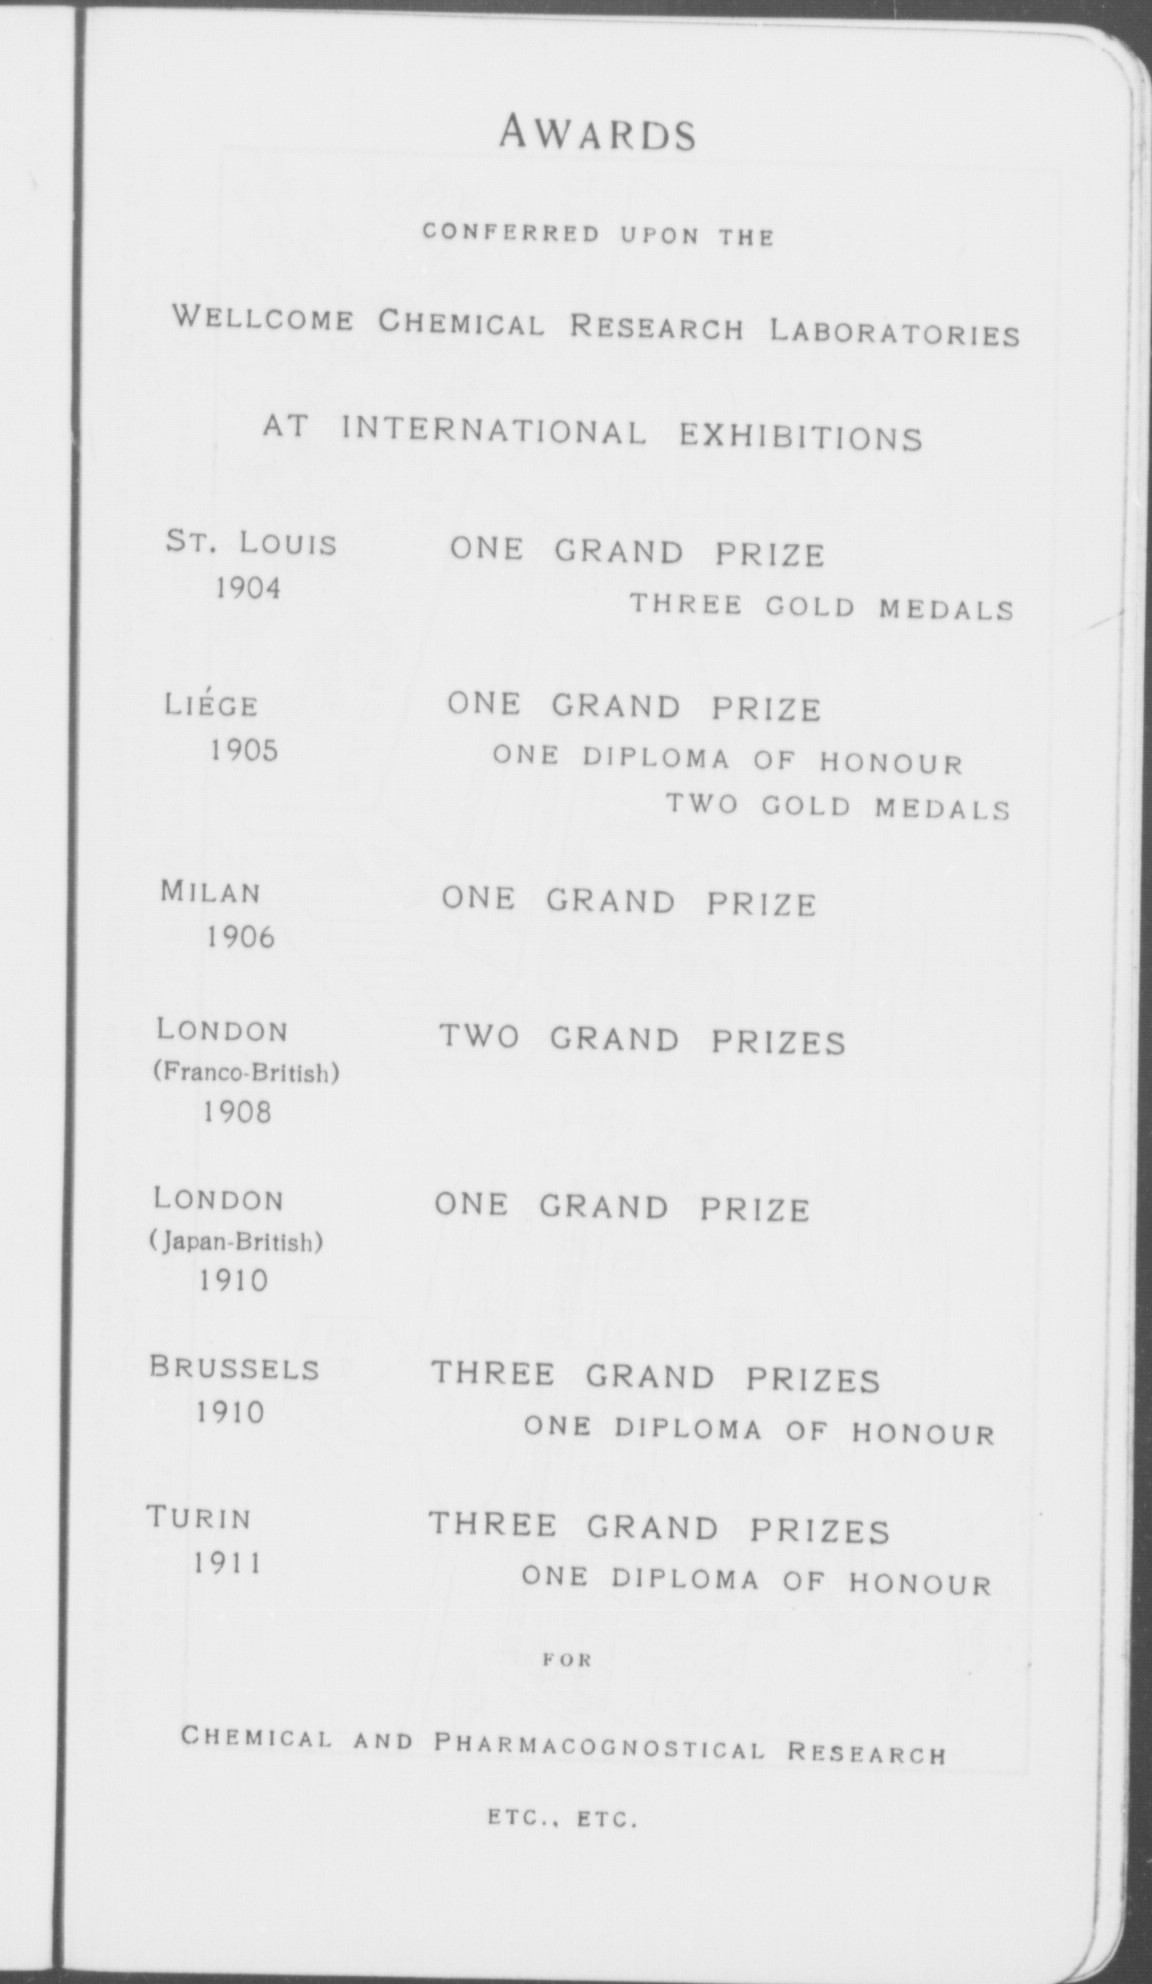 AWARDS
CONFERRED UPON THE
WELLCOME CHEMICAL RESEARCH LABORATORIES
AT INTERNATIONAL EXHIBITIONS
ST. LOUIS ONE GRAND PRIZE
1904 THREE GOLD MEDALS
LIÉGE ONE GRAND PRIZE
1905 ONE DIPLOMA OF HONOUR
TWO GOLD MEDALS
MILAN ONE GRAND PRIZE
1906
LONDON TWO GRAND PRIZES
(Franco-British)
1908
LONDON ONE GRAND PRIZE
(Japan-British)
1910
BRUSSELS THREE GRAND PRIZES
1910 ONE DIPLOMA OF HONOUR
TURIN THREE GRAND PRIZES
1911 ONE DIPLOMA OF HONOUR
FOR
CHEMICAL AND PHARMACOGNOSTICAL RESEARCH
ETC., ETC.